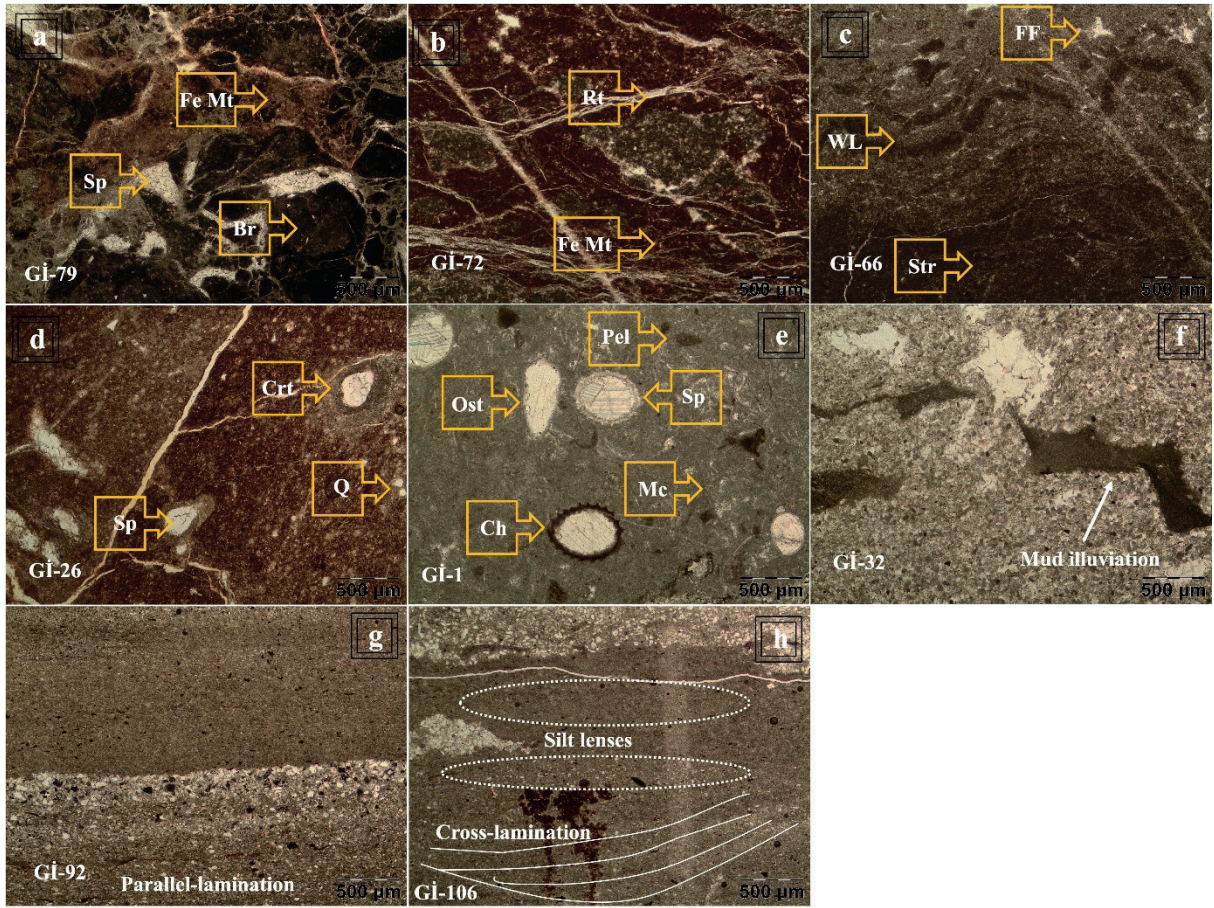 a
Fe Mt
Sp
Br
Gİ-79
500 µm
b
Rt
Fe Mt
Gİ-72
500 µm
c
FF
WL
Str
Gİ-66
500 µm
d
Crt
Q
Sp
Gİ-26
500 µm
e
Pel
Ost
Sp
Mc
Ch
Gİ-1
500 µm
f
Gİ-32
Mud illuviation
500 µm
g
Gİ-92
Parallel-lamination
500 µm
h
Silt lenses
Cross-lamination
Gİ-106
500 µm